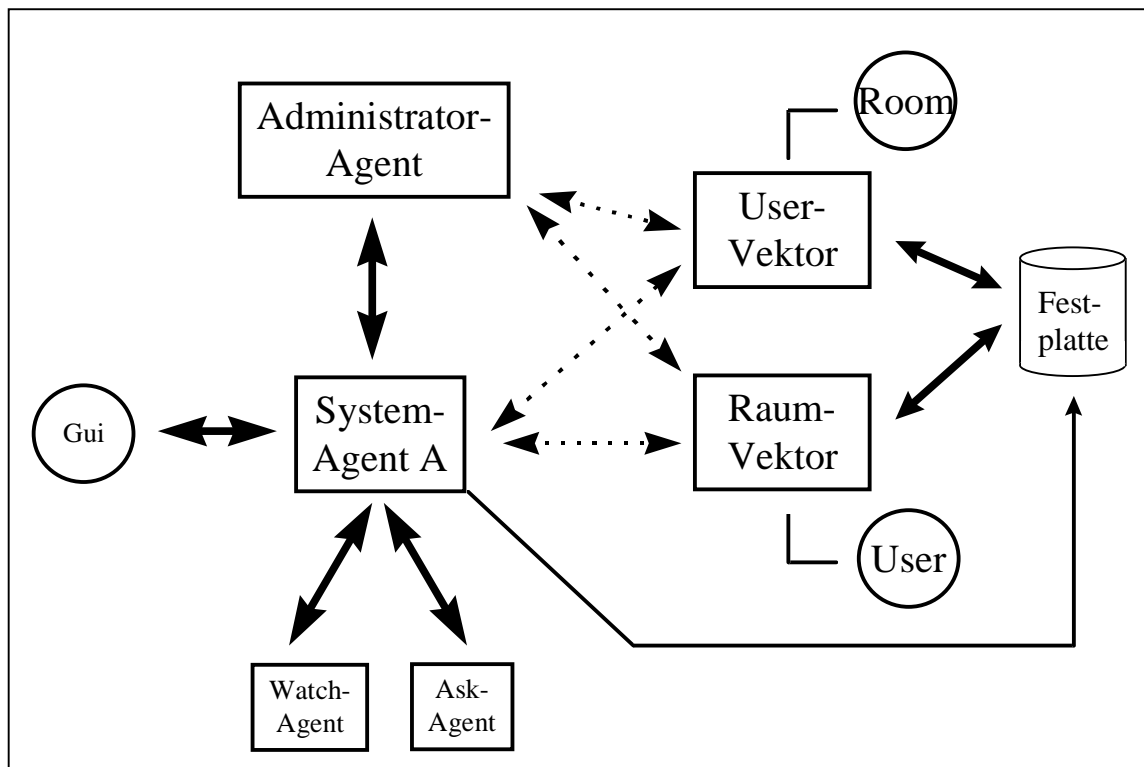 Room
Administrator-
Agent
User-
Vektor
Fest-
platte
System-
Agent A
Raum-
Vektor
Gui
User
Watch-
Agent
Ask-
Agent